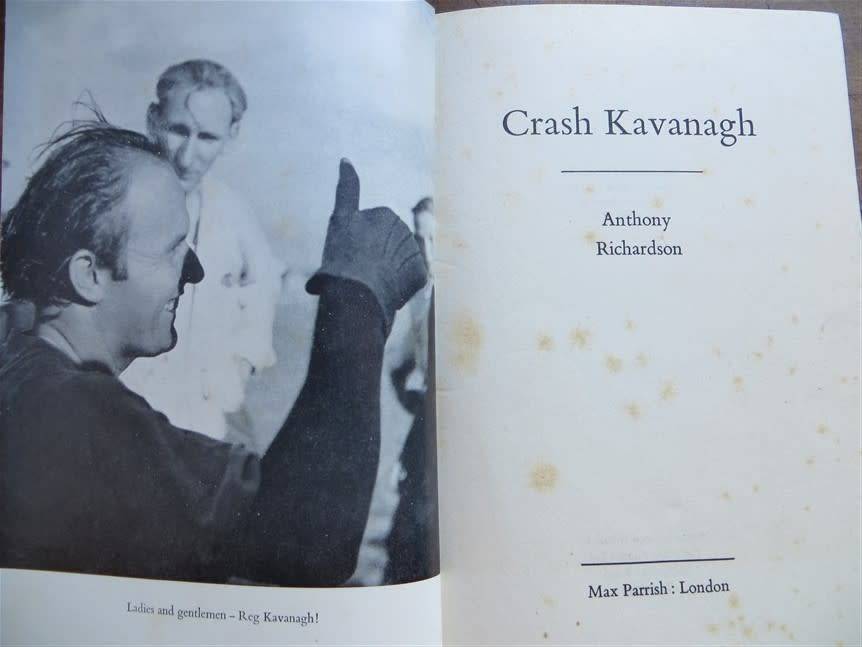 Ladies and gentlemen – Reg Kavanagh!
Crash Kavanagh
Anthony
Richardson
Max Parrish : London